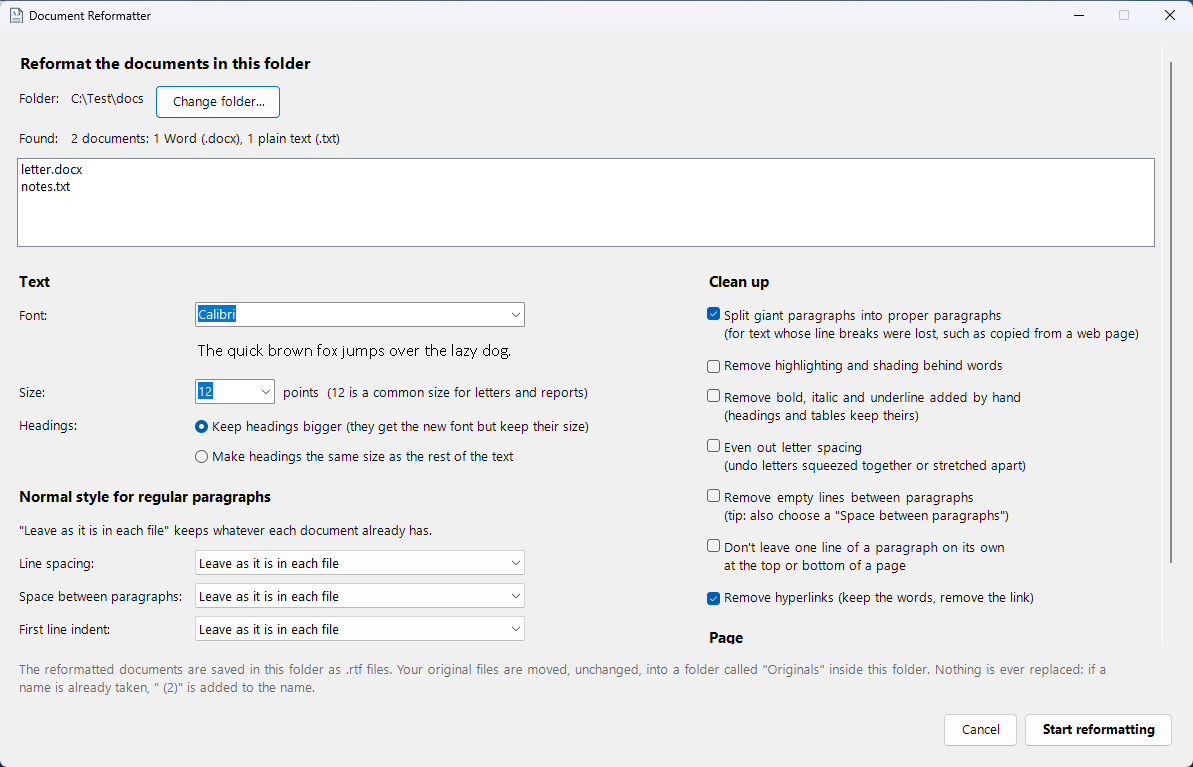 Document Reformatter
Reformat the documents in this folder
Folder: C:\Test\docs Change folder...
Found: 2 documents: 1 Word (.docx), 1 plain text (.txt)
letter.docx
notes.txt
Text
Font: Calibri
The quick brown fox jumps over the lazy dog.
Size: 12 points (12 is a common size for letters and reports)
Headings: Keep headings bigger (they get the new font but keep their size)
Make headings the same size as the rest of the text
Normal style for regular paragraphs
"Leave as it is in each file" keeps whatever each document already has.
Line spacing: Leave as it is in each file
Space between paragraphs: Leave as it is in each file
First line indent: Leave as it is in each file
Clean up
Split giant paragraphs into proper paragraphs
(for text whose line breaks were lost, such as copied from a web page)
Remove highlighting and shading behind words
Remove bold, italic and underline added by hand
(headings and tables keep theirs)
Even out letter spacing
(undo letters squeezed together or stretched apart)
Remove empty lines between paragraphs
(tip: also choose a "Space between paragraphs")
Don't leave one line of a paragraph on its own
at the top or bottom of a page
Remove hyperlinks (keep the words, remove the link)
Page
The reformatted documents are saved in this folder as .rtf files. Your original files are moved, unchanged, into a folder called "Originals" inside this folder. Nothing is ever replaced: if a
name is already taken, " (2)" is added to the name.
Cancel Start reformatting